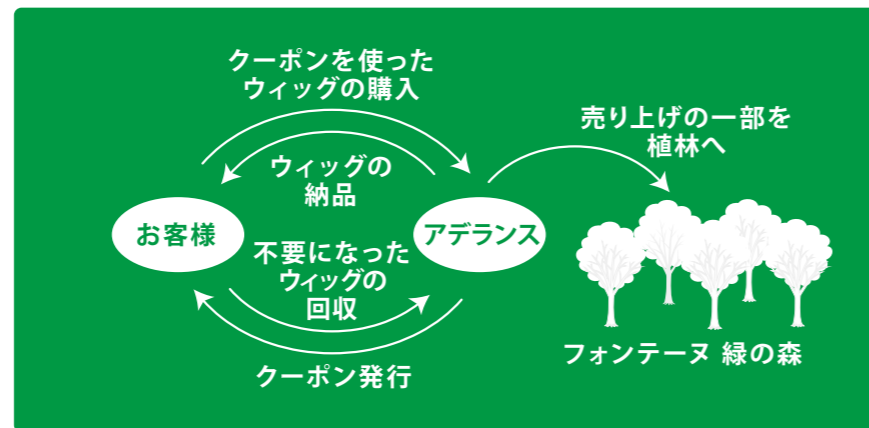 クーポンを使った
ウィッグの購入
売り上げの一部を
植林へ
ウィッグの
納品
お客様
アデランス
不要になった
ウィッグの
回収
クーポン発行
フォンテーヌ 緑の森